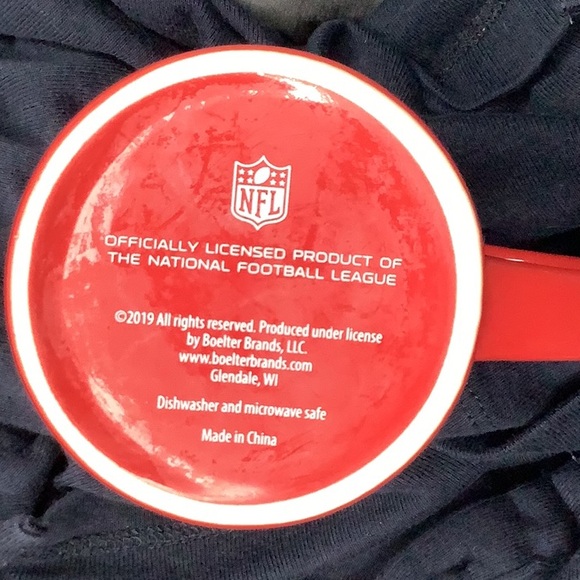 NFL
OFFICIALLY LICENSED PRODUCT OF
THE NATIONAL FOOTBALL LEAGUE
©2019 All rights reserved. Produced under license
by Boelter Brands, LLC.
www.boelterbrands.com
Glendale, WI
Dishwasher and microwave safe
Made in China